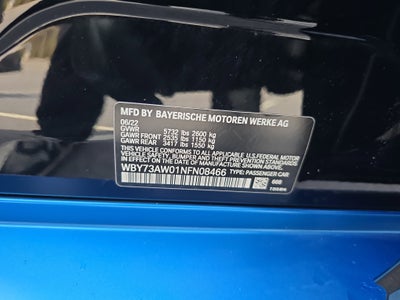 MFD BY BAYERISCHE MOTOREN WERKE AG
06/22
GVWR 5732 lbs 2600 kg
GAWR FRONT 2535 lbs 1150 kg
GAWR REAR 3417 lbs 1550 kg
THIS VEHICLE CONFORMS TO ALL APPLICABLE U.S.FEDERAL MOTOR
VEHICLE SAFETY, BUMPER, AND THEFT PREVENTION STANDARDS
IN EFFECT ON THE DATE OF MANUFACTURE SHOWN ABOVE.
WBY73AW01NFN08466 TYPE: PASSENGER CAR
668